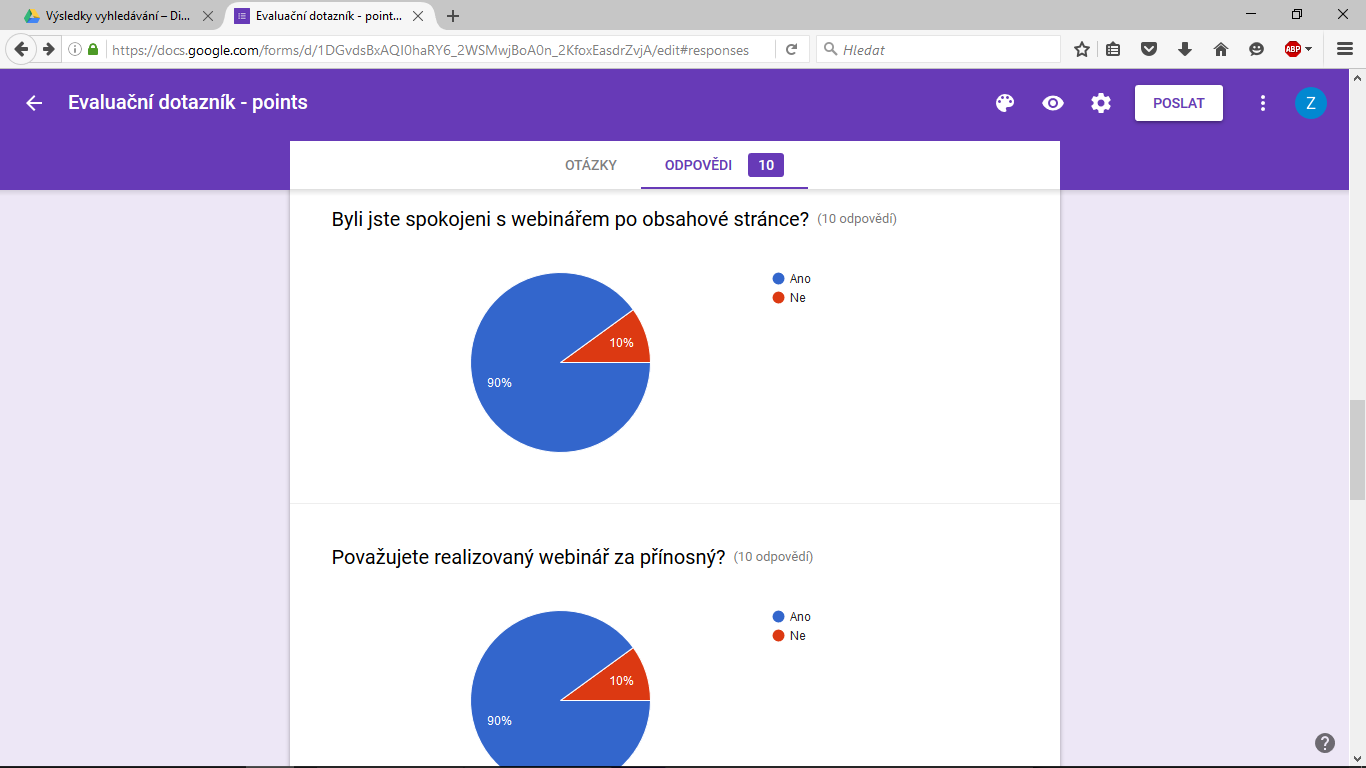 Výsledky vyhledávání – Di...
Evaluační dotazník - point...
https://docs.google.com/forms/d/1DGvdsBxAQI0haRY6_2WSMwjBoA0n_2KfoxEasdrZvjA/edit#responses
Hledat
ABP
Evaluační dotazník - points
POSLAT
Z
OTÁZKY
ODPOVĚDI 10
Byli jste spokojeni s webinářem po obsahové stránce? (10 odpovědí)
Ano
Ne
10%
90%
Považujete realizovaný webinář za přínosný? (10 odpovědí)
Ano
Ne
10%
90%